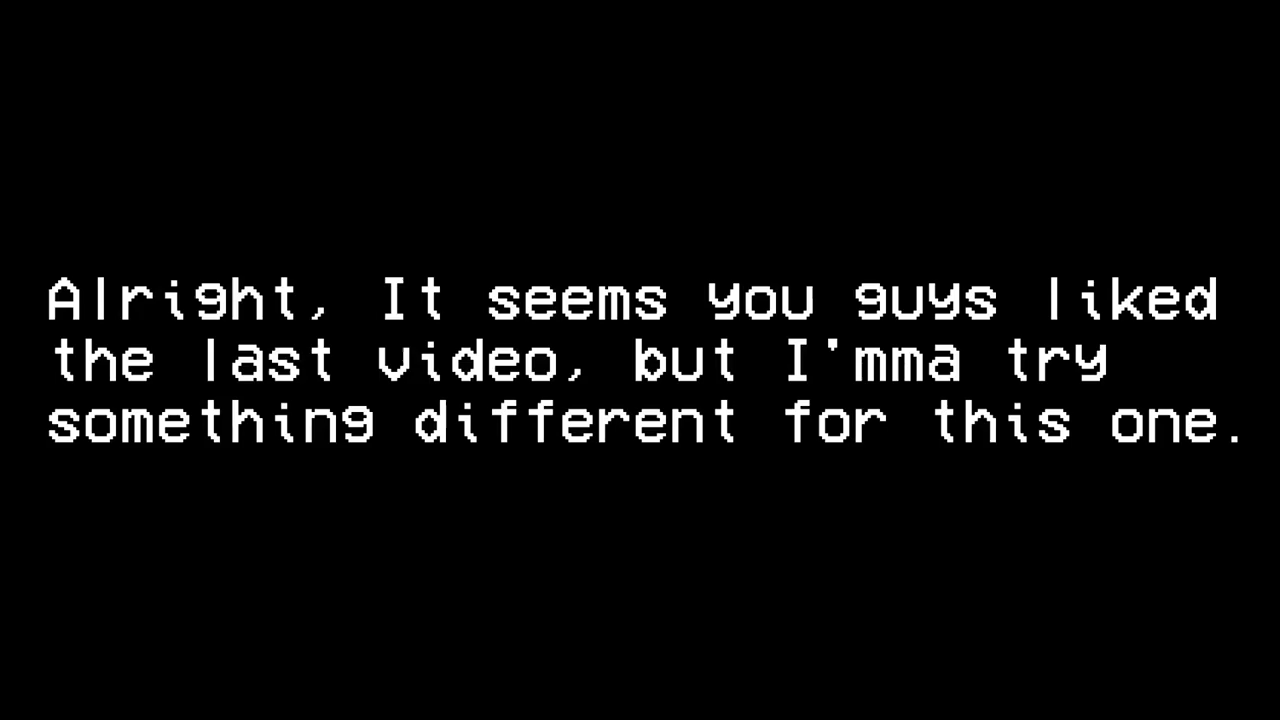 Alright, It seems you guys liked
the last video, but I'mma try
something different for this one.